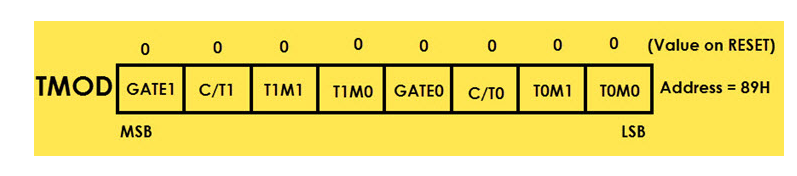 0 0 0 0 0 0 0 0 (Value on RESET)
TMOD GATE1 C/T1 T1M1 T1M0 GATE0 C/T0 T0M1 T0M0 Address = 89H
MSB LSB